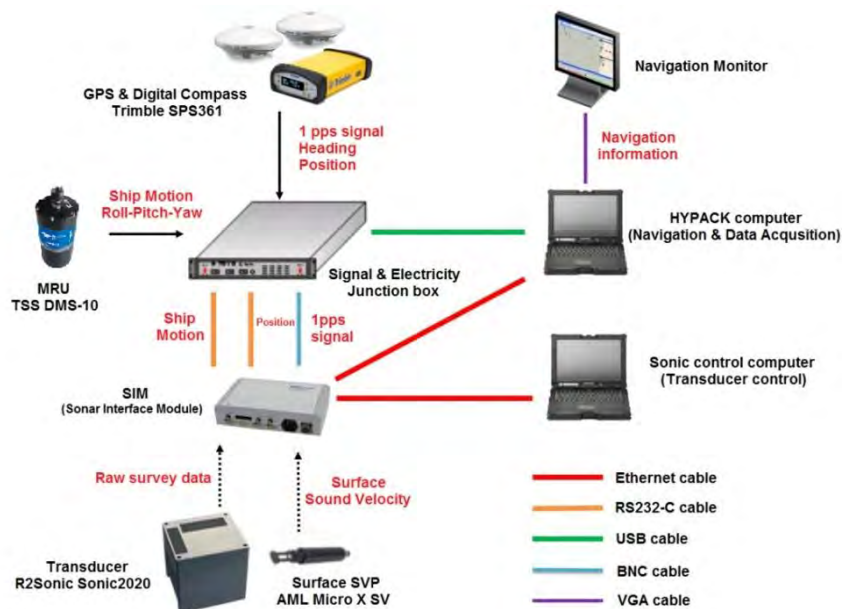 GPS & Digital Compass
Trimble SPS361
Navigation Monitor
1 pps signal
Heading
Position
Navigation
information
Ship Motion
Roll-Pitch-Yaw
HYPACK computer
(Navigation & Data Acqusition)
MRU
TSS DMS-10
Signal & Electricity
Junction box
Ship
Motion
Position
1pps
signal
SIM
(Sonar Interface Module)
Sonic control computer
(Transducer control)
Raw survey data
Surface
Sound Velocity
Transducer
R2Sonic Sonic2020
Surface SVP
AML Micro X SV
Ethernet cable
RS232-C cable
USB cable
BNC cable
VGA cable